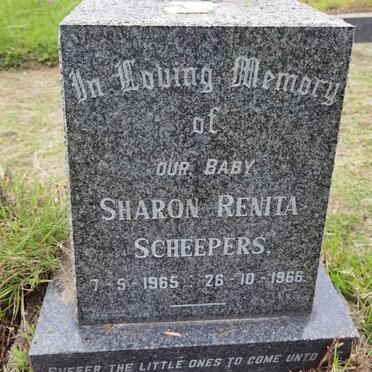 In Loving Memory
of
OUR BABY
SHARON RENITA
SCHEEPERS,
7-9-1965 : 26-10-1966.
SUFFER THE LITTLE ONES TO COME UNTO